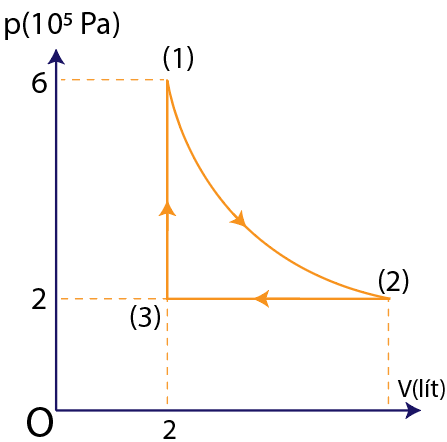 p(10⁵ Pa)
(1)
6
2
(2)
(3)
V(lít)
O
2